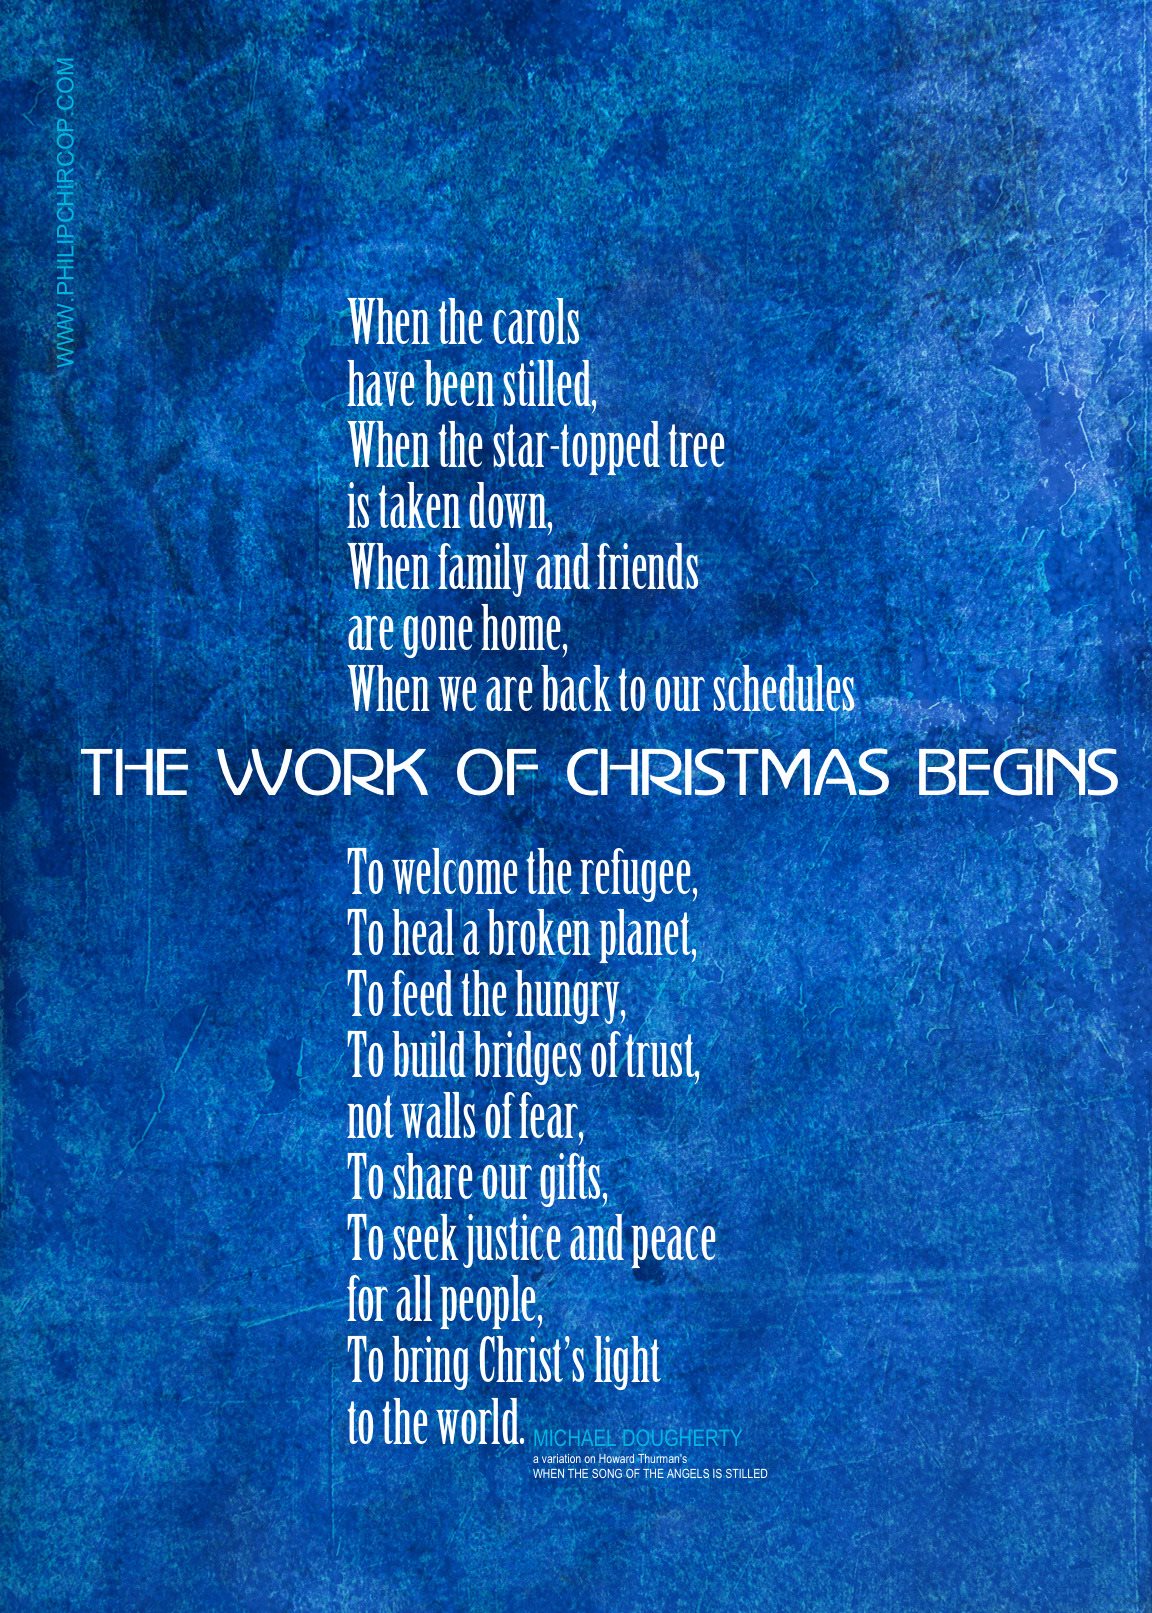 WWW.PHILIPCHIRCOP.COM
When the carols
have been stilled,
When the star-topped tree
is taken down,
When family and friends
are gone home,
When we are back to our schedules
THE WORK OF CHRISTMAS BEGINS
To welcome the refugee,
To heal a broken planet,
To feed the hungry,
To build bridges of trust,
not walls of fear,
To share our gifts,
To seek justice and peace
for all people,
To bring Christ’s light
to the world.
MICHAEL DOUGHERTY
a variation on Howard Thurman's
WHEN THE SONG OF THE ANGELS IS STILLED